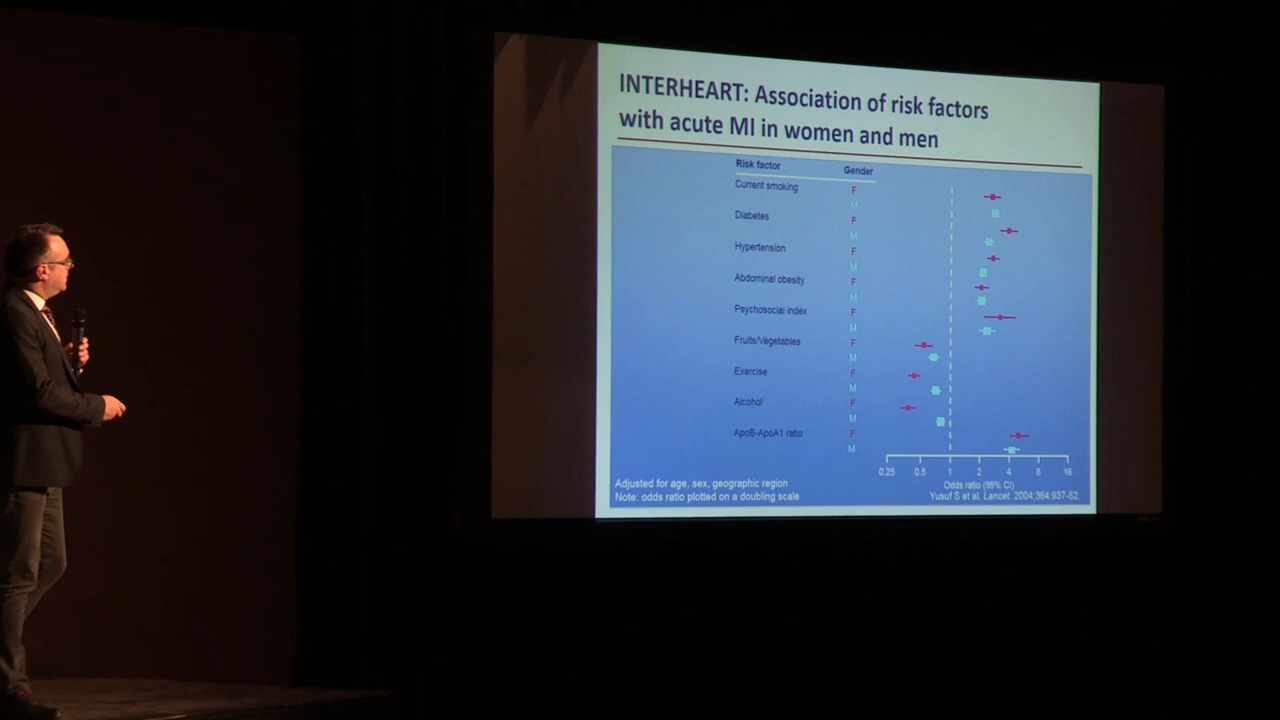 INTERHEART: Association of risk factors
with acute MI in women and men
Risk factor Gender
Current smoking F
M
Diabetes F
M
Hypertension F
M
Abdominal obesity F
M
Psychosocial index F
M
Fruits/Vegetables F
M
Exercise F
M
Alcohol F
M
ApoB-ApoA1 ratio F
M
0.25 0.5 1 2 4 8 16
Odds ratio (99% CI)
Adjusted for age, sex, geographic region
Note: odds ratio plotted on a doubling scale
Yusuf S et al. Lancet. 2004;364:937-52.